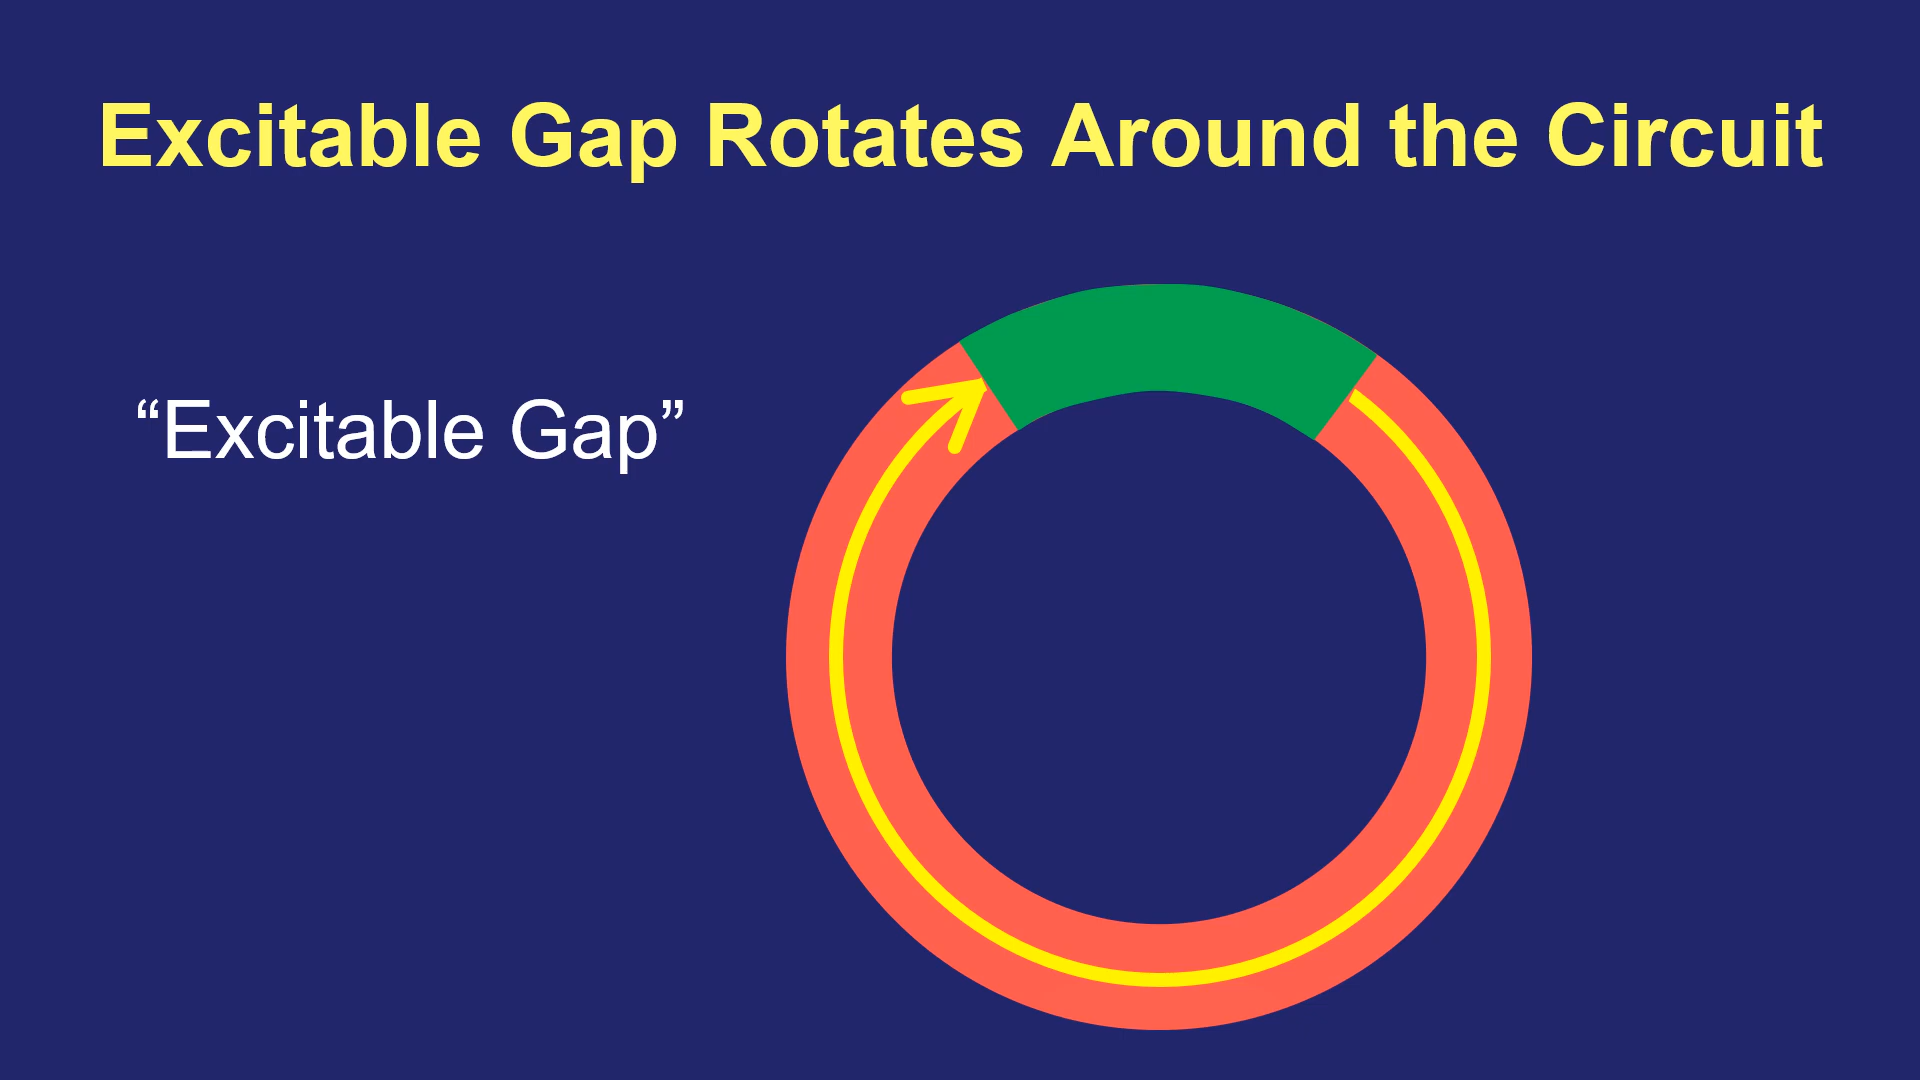 Excitable Gap Rotates Around the Circuit
“Excitable Gap”